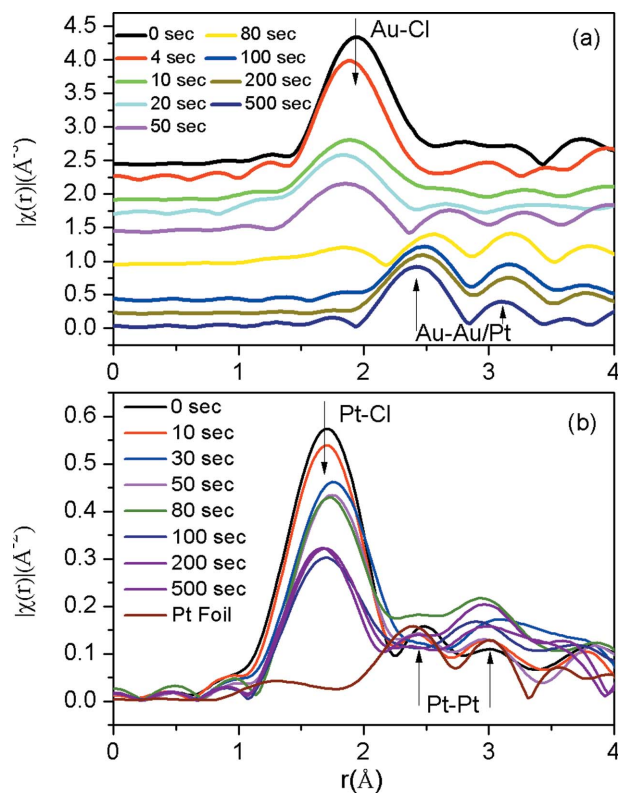 (a)
Au-Cl
0 sec 80 sec
4 sec 100 sec
10 sec 200 sec
20 sec 500 sec
50 sec
4.5
4.0
3.5
3.0
2.5
2.0
1.5
1.0
0.5
0.0
|χ(r)|(Å⁻³)
Au-Au/Pt
0 1 2 3 4
(b)
Pt-Cl
0 sec
10 sec
30 sec
50 sec
80 sec
100 sec
200 sec
500 sec
Pt Foil
0.6
0.5
0.4
0.3
0.2
0.1
0.0
Pt-Pt
0 1 2 3 4
r(Å)